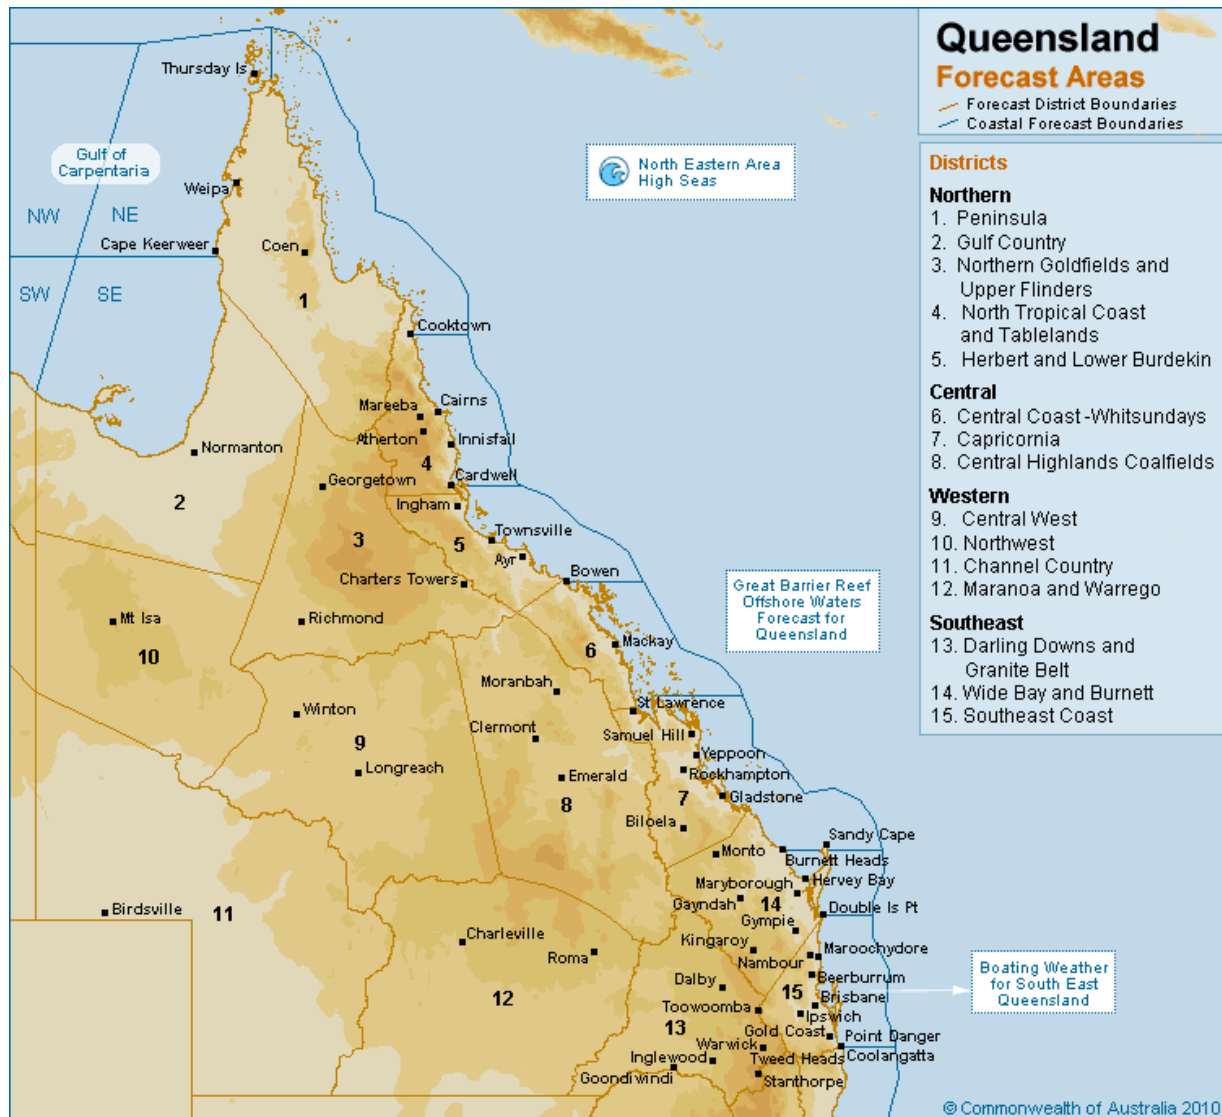 Queensland
Forecast Areas
Forecast District Boundaries
Coastal Forecast Boundaries
Districts
Northern
1. Peninsula
2. Gulf Country
3. Northern Goldfields and
Upper Flinders
4. North Tropical Coast
and Tablelands
5. Herbert and Lower Burdekin
Central
6. Central Coast -Whitsundays
7. Capricornia
8. Central Highlands Coalfields
Western
9. Central West
10. Northwest
11. Channel Country
12. Maranoa and Warrego
Southeast
13. Darling Downs and
Granite Belt
14. Wide Bay and Burnett
15. Southeast Coast
Thursday Is
Gulf of
Carpentaria
North Eastern Area
High Seas
Weipa
NW
NE
Cape Keerweer
Coen
SW
SE
1
Cooktown
Mareeba
Cairns
Atherton
Innisfail
Normanton
4
Georgetown
Cardwell
2
Ingham
3
5
Townsville
Ayr
Charters Towers
Bowen
Great Barrier Reef
Offshore Waters
Forecast for
Queensland
Mt Isa
Richmond
10
6
Mackay
Moranbah
Winton
St Lawrence
Clermont
Samuel Hill
9
Yeppoon
Longreach
Emerald
Rockhampton
8
7
Gladstone
Biloela
Sandy Cape
Monto
Burnett Heads
Maryborough
Hervey Bay
Gayndah
14
Birdsville
11
Double Is Pt
Gympie
Charleville
Kingaroy
Maroochydore
Roma
Nambour
Beerburrum
Boating Weather
for South East
Queensland
Dalby
12
15
Brisbane
Toowoomba
Ipswich
13
Gold Coast
Point Danger
Warwick
Coolangatta
Inglewood
Tweed Heads
Goondiwindi
Stanthorpe
© Commonwealth of Australia 2010